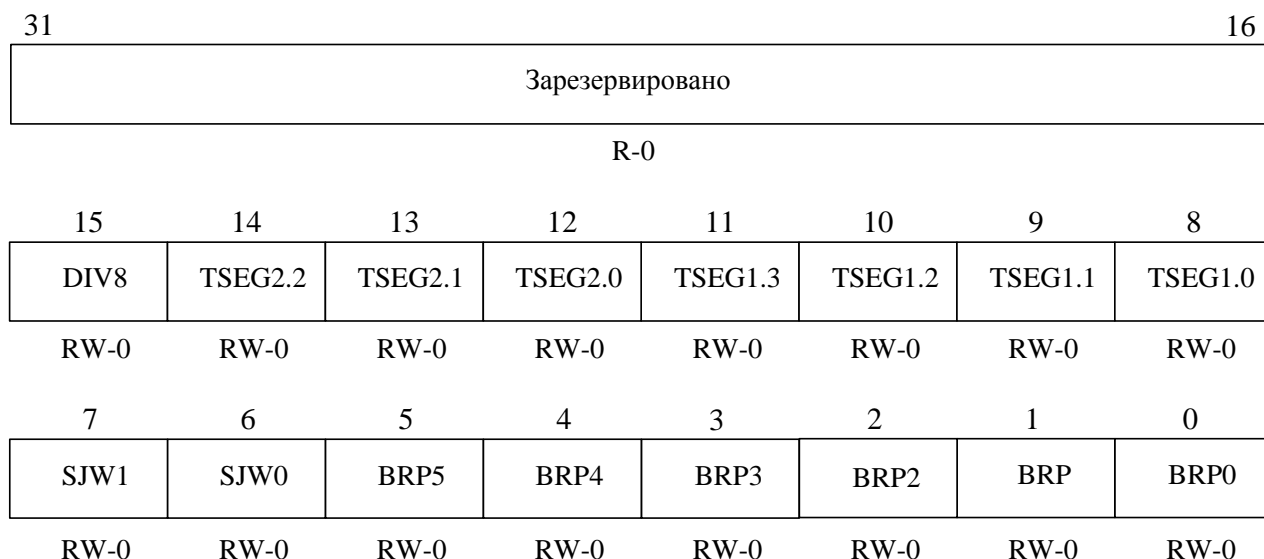 31 16
Зарезервировано
R-0
15 14 13 12 11 10 9 8
DIV8 TSEG2.2 TSEG2.1 TSEG2.0 TSEG1.3 TSEG1.2 TSEG1.1 TSEG1.0
RW-0 RW-0 RW-0 RW-0 RW-0 RW-0 RW-0 RW-0
7 6 5 4 3 2 1 0
SJW1 SJW0 BRP5 BRP4 BRP3 BRP2 BRP BRP0
RW-0 RW-0 RW-0 RW-0 RW-0 RW-0 RW-0 RW-0